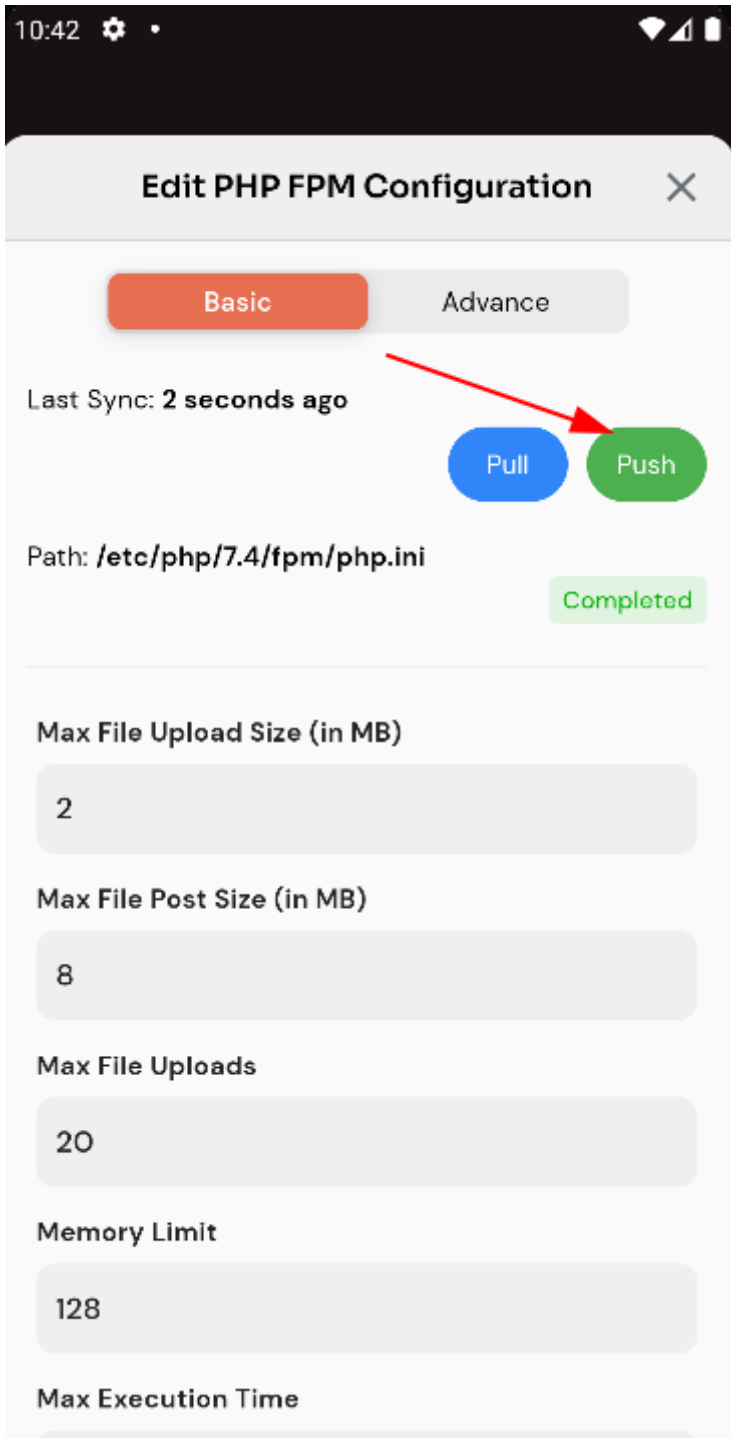 10:42
Edit PHP FPM Configuration
Basic Advance
Last Sync: 2 seconds ago
Pull Push
Path: /etc/php/7.4/fpm/php.ini
Completed
Max File Upload Size (in MB)
2
Max File Post Size (in MB)
8
Max File Uploads
20
Memory Limit
128
Max Execution Time